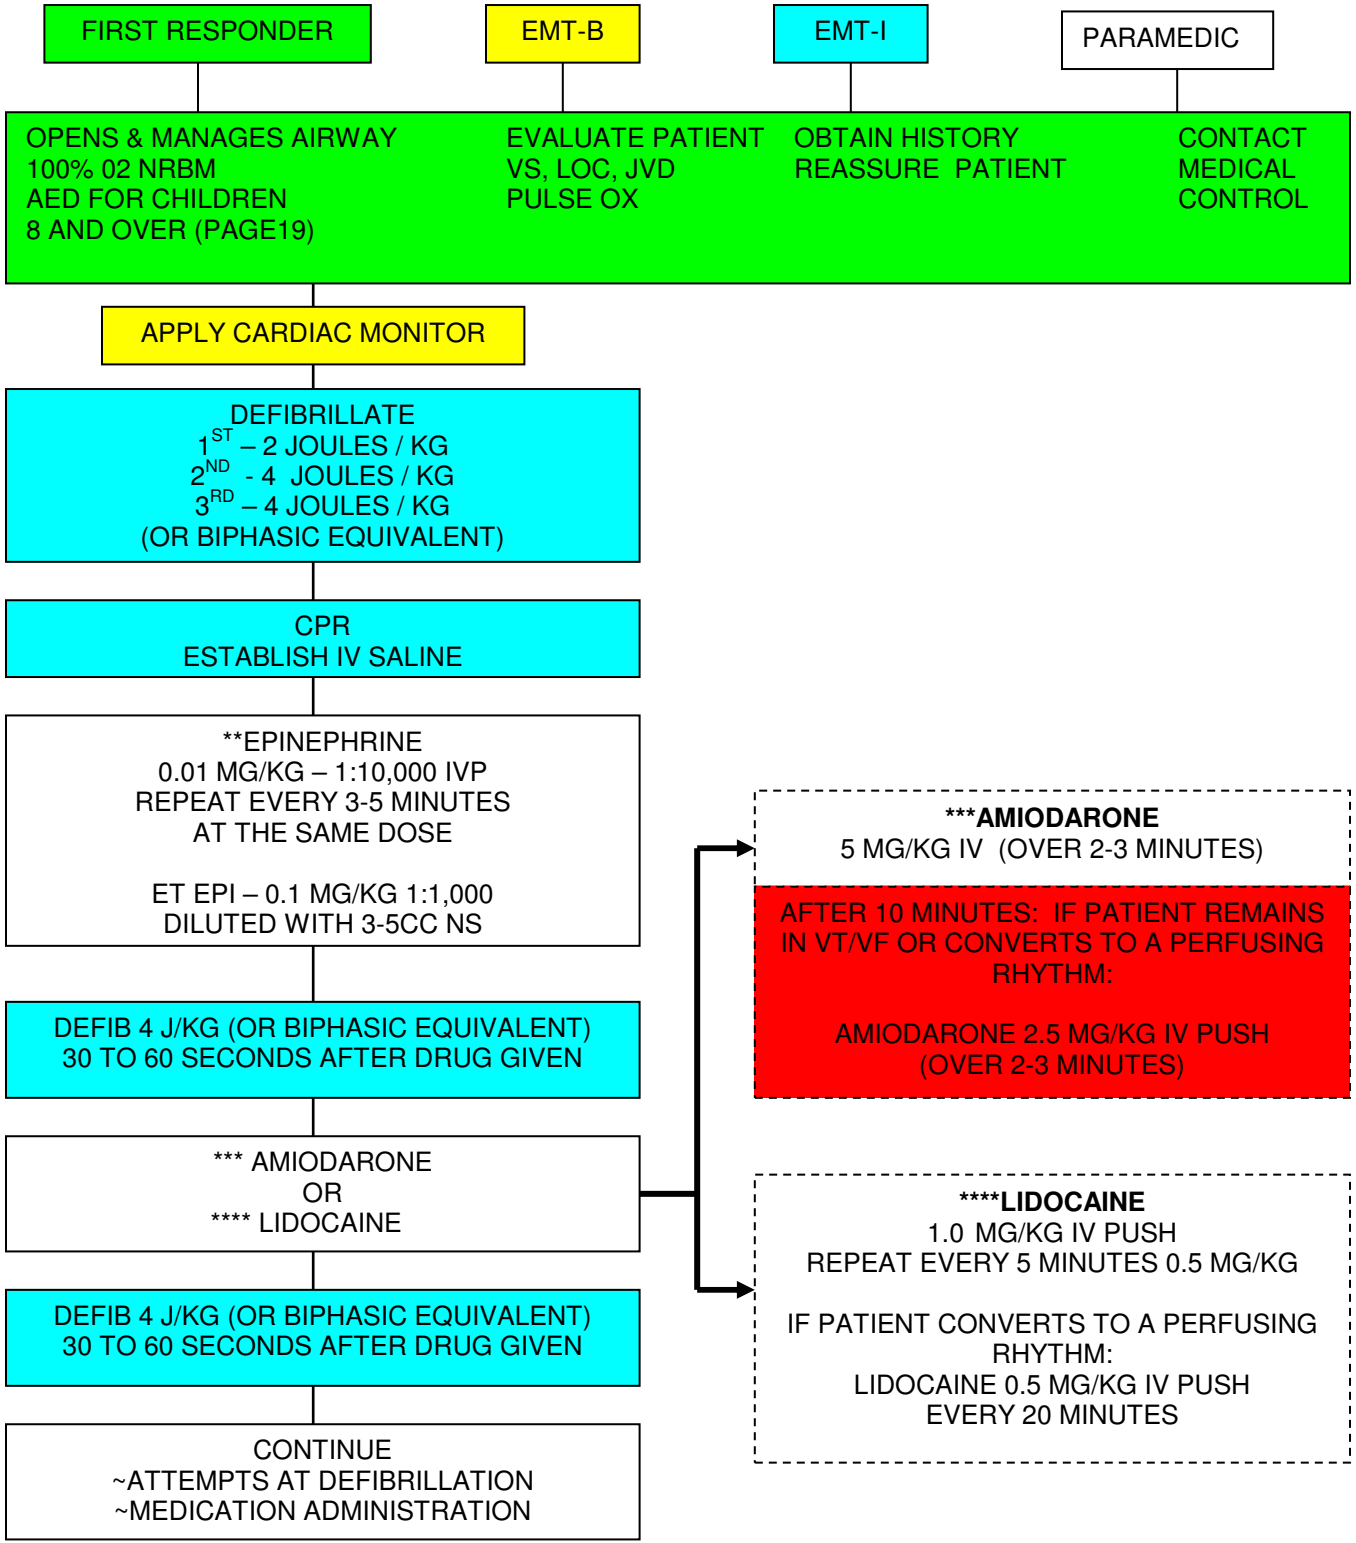 FIRST RESPONDER
EMT-B
EMT-I
PARAMEDIC
OPENS & MANAGES AIRWAY
100% 02 NRBM
AED FOR CHILDREN
8 AND OVER (PAGE19)
EVALUATE PATIENT
VS, LOC, JVD
PULSE OX
OBTAIN HISTORY
REASSURE PATIENT
CONTACT
MEDICAL
CONTROL
APPLY CARDIAC MONITOR
DEFIBRILLATE
1ST – 2 JOULES / KG
2ND - 4 JOULES / KG
3RD – 4 JOULES / KG
(OR BIPHASIC EQUIVALENT)
CPR
ESTABLISH IV SALINE
**EPINEPHRINE
0.01 MG/KG – 1:10,000 IVP
REPEAT EVERY 3-5 MINUTES
AT THE SAME DOSE
ET EPI – 0.1 MG/KG 1:1,000
DILUTED WITH 3-5CC NS
DEFIB 4 J/KG (OR BIPHASIC EQUIVALENT)
30 TO 60 SECONDS AFTER DRUG GIVEN
*** AMIODARONE
OR
**** LIDOCAINE
DEFIB 4 J/KG (OR BIPHASIC EQUIVALENT)
30 TO 60 SECONDS AFTER DRUG GIVEN
CONTINUE
~ATTEMPTS AT DEFIBRILLATION
~MEDICATION ADMINISTRATION
***AMIODARONE
5 MG/KG IV (OVER 2-3 MINUTES)
AFTER 10 MINUTES: IF PATIENT REMAINS
IN VT/VF OR CONVERTS TO A PERFUSING
RHYTHM:
AMIODARONE 2.5 MG/KG IV PUSH
(OVER 2-3 MINUTES)
****LIDOCAINE
1.0 MG/KG IV PUSH
REPEAT EVERY 5 MINUTES 0.5 MG/KG
IF PATIENT CONVERTS TO A PERFUSING
RHYTHM:
LIDOCAINE 0.5 MG/KG IV PUSH
EVERY 20 MINUTES